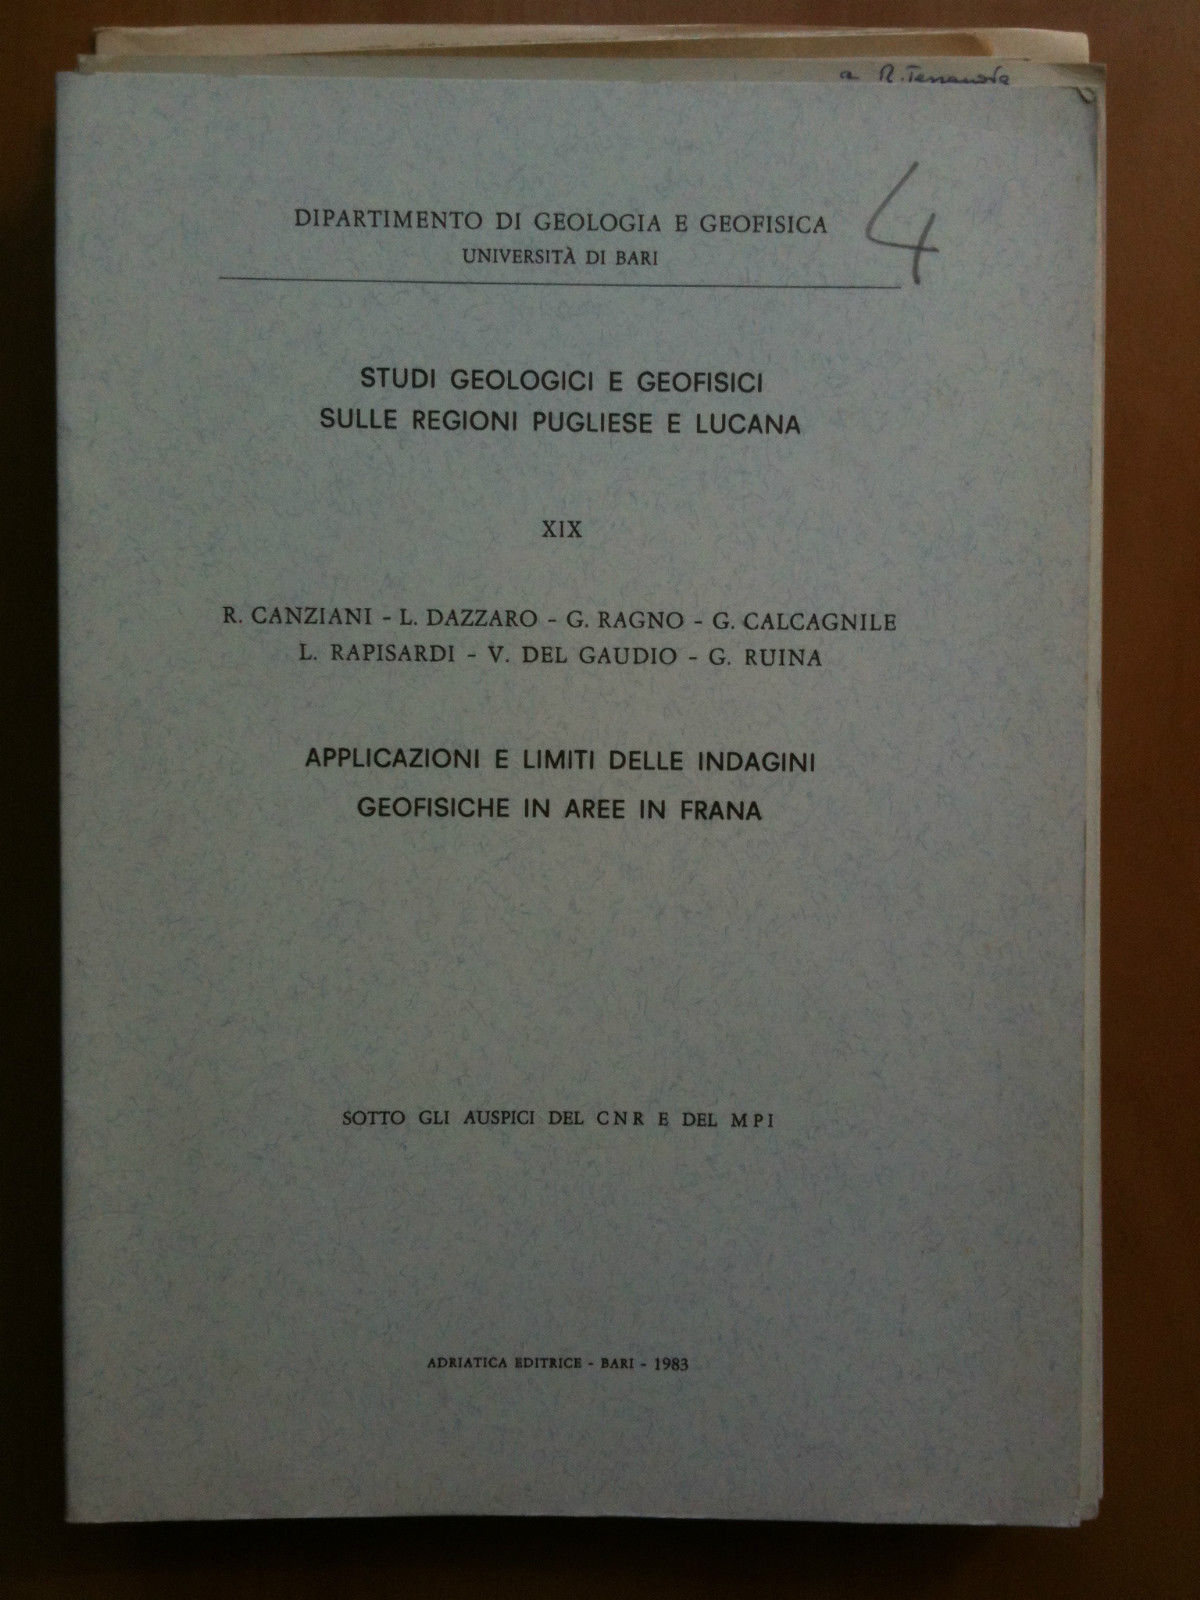 a R. Terranova
4
DIPARTIMENTO DI GEOLOGIA E GEOFISICA
UNIVERSITÀ DI BARI
STUDI GEOLOGICI E GEOFISICI
SULLE REGIONI PUGLIESE E LUCANA
XIX
R. CANZIANI - L. DAZZARO - G. RAGNO - G. CALCAGNILE
L. RAPISARDI - V. DEL GAUDIO - G. RUINA
APPLICAZIONI E LIMITI DELLE INDAGINI
GEOFISICHE IN AREE IN FRANA
SOTTO GLI AUSPICI DEL CNR E DEL MPI
ADRIATICA EDITRICE - BARI - 1983